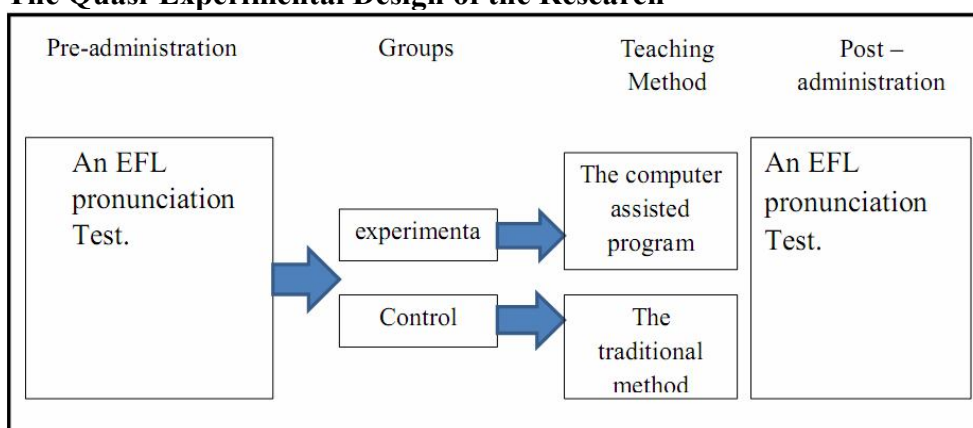 The Quasi-Experimental Design of the Research
Pre-administration
Groups
Teaching
Method
Post –
administration
An EFL
pronunciation
Test.
experimenta
Control
The computer
assisted
program
The
traditional
method
An EFL
pronunciation
Test.